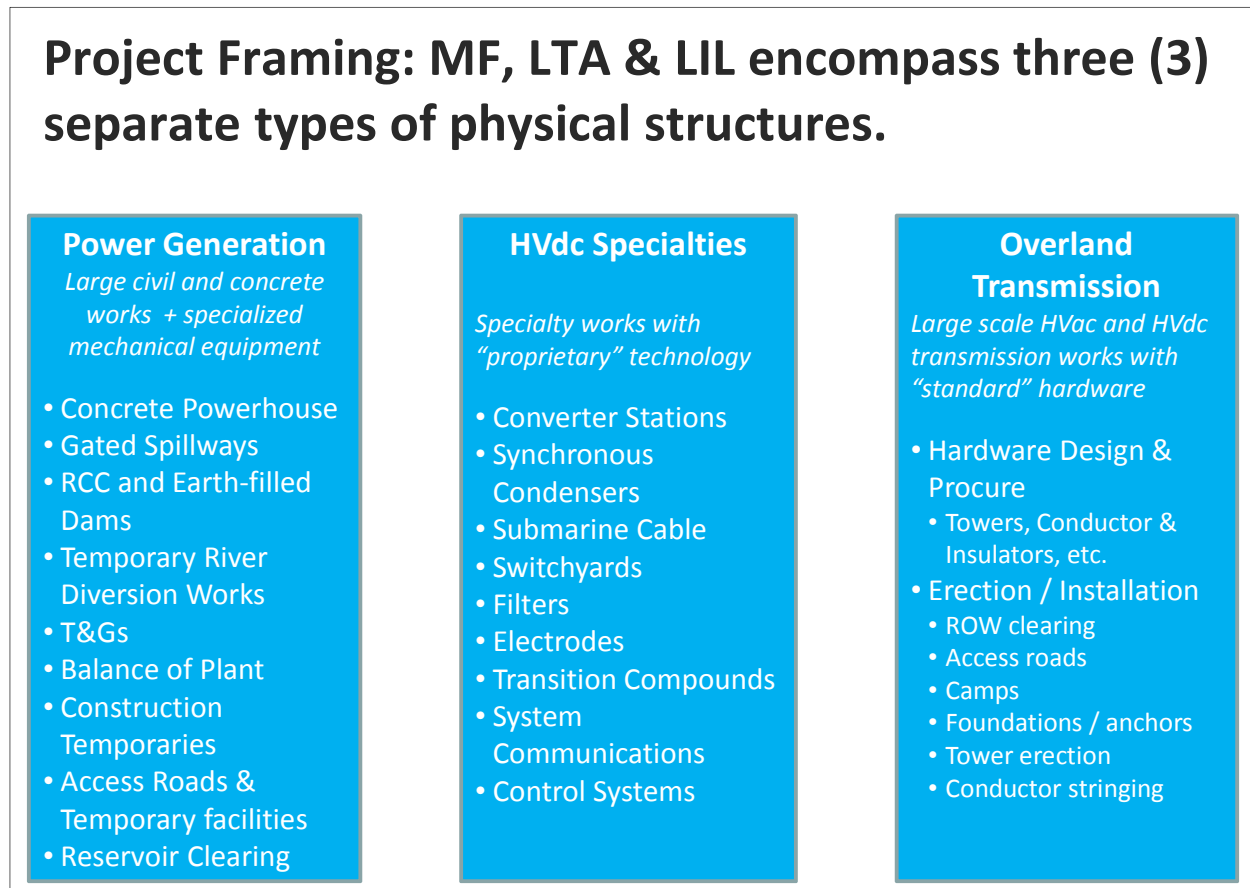 Project Framing: MF, LTA & LIL encompass three (3)
separate types of physical structures.
Power Generation
Large civil and concrete
works + specialized
mechanical equipment
• Concrete Powerhouse
• Gated Spillways
• RCC and Earth-filled
Dams
• Temporary River
Diversion Works
• T&Gs
• Balance of Plant
• Construction
Temporaries
• Access Roads &
Temporary facilities
• Reservoir Clearing
HVdc Specialties
Specialty works with
“proprietary” technology
• Converter Stations
• Synchronous
Condensers
• Submarine Cable
• Switchyards
• Filters
• Electrodes
• Transition Compounds
• System
Communications
• Control Systems
Overland
Transmission
Large scale HVac and HVdc
transmission works with
“standard” hardware
• Hardware Design &
Procure
• Towers, Conductor &
Insulators, etc.
• Erection / Installation
• ROW clearing
• Access roads
• Camps
• Foundations / anchors
• Tower erection
• Conductor stringing